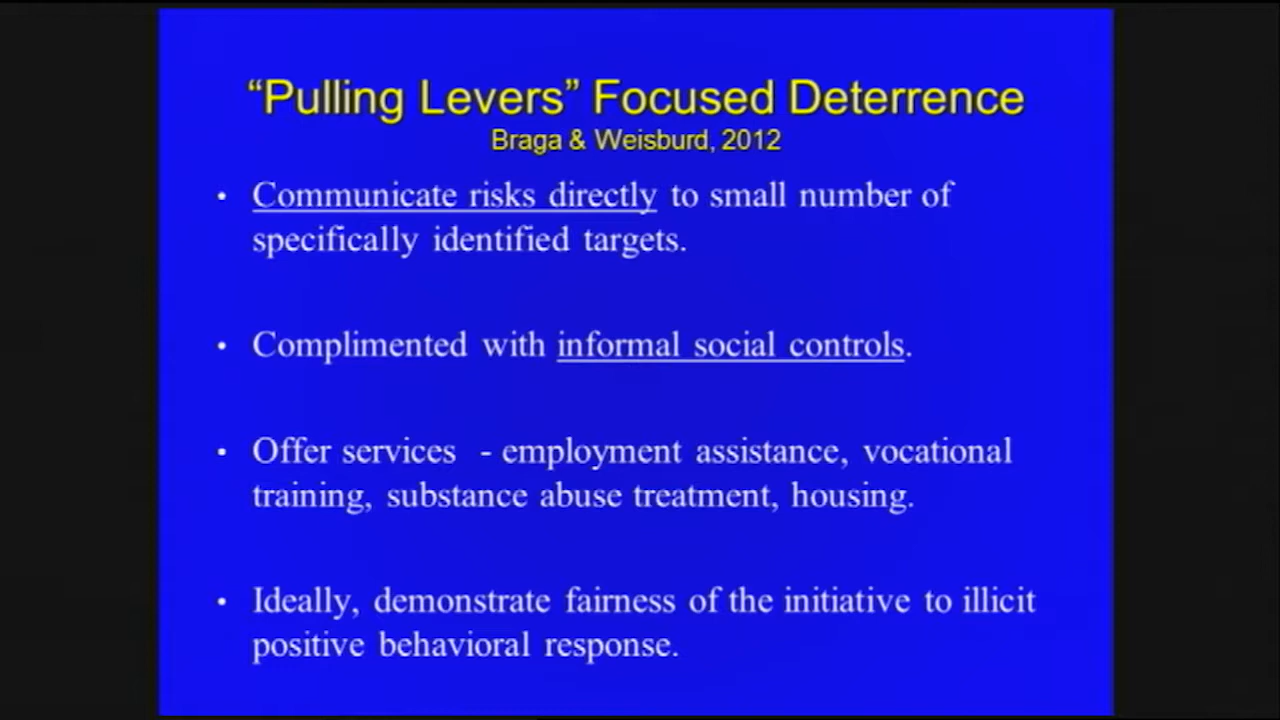 “Pulling Levers” Focused Deterrence
Braga & Weisburd, 2012
• Communicate risks directly to small number of
specifically identified targets.
• Complimented with informal social controls.
• Offer services - employment assistance, vocational
training, substance abuse treatment, housing.
• Ideally, demonstrate fairness of the initiative to illicit
positive behavioral response.